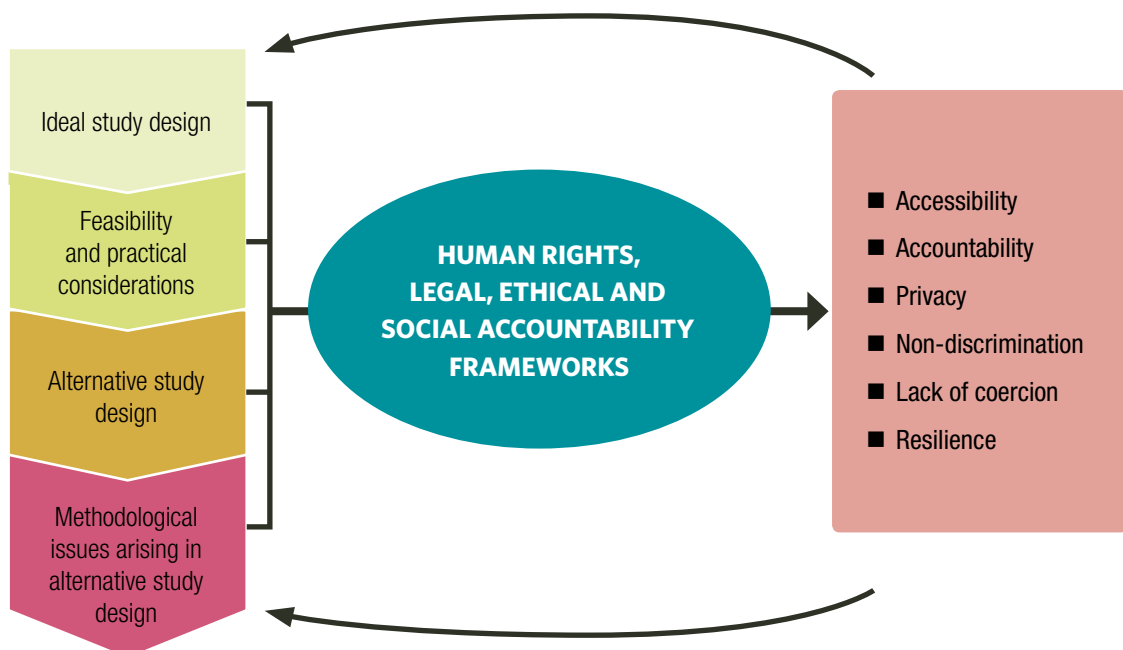 Ideal study design
Feasibility
and practical
considerations
Alternative study
design
Methodological
issues arising in
alternative study
design
HUMAN RIGHTS,
LEGAL, ETHICAL AND
SOCIAL ACCOUNTABILITY
FRAMEWORKS
■ Accessibility
■ Accountability
■ Privacy
■ Non-discrimination
■ Lack of coercion
■ Resilience